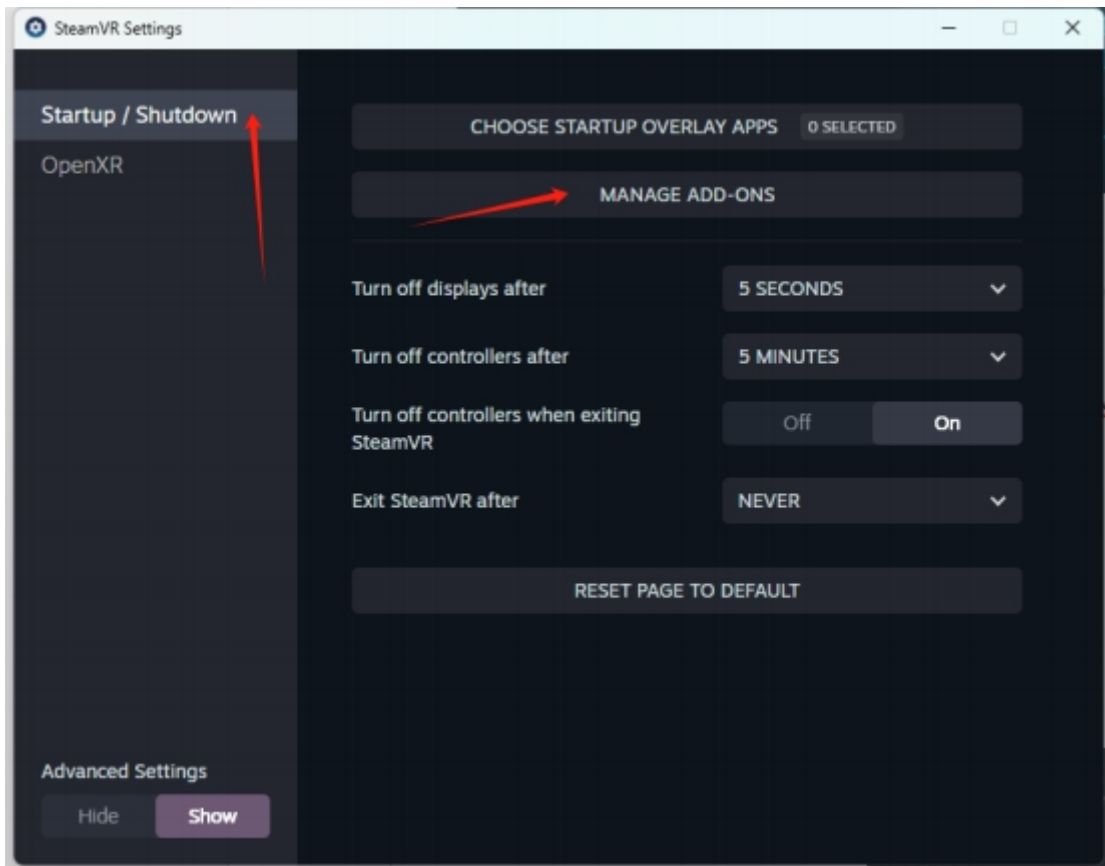 SteamVR Settings
Startup / Shutdown
OpenXR
CHOOSE STARTUP OVERLAY APPS 0 SELECTED
MANAGE ADD-ONS
Turn off displays after 5 SECONDS
Turn off controllers after 5 MINUTES
Turn off controllers when exiting
SteamVR
Off On
Exit SteamVR after NEVER
RESET PAGE TO DEFAULT
Advanced Settings
Hide Show